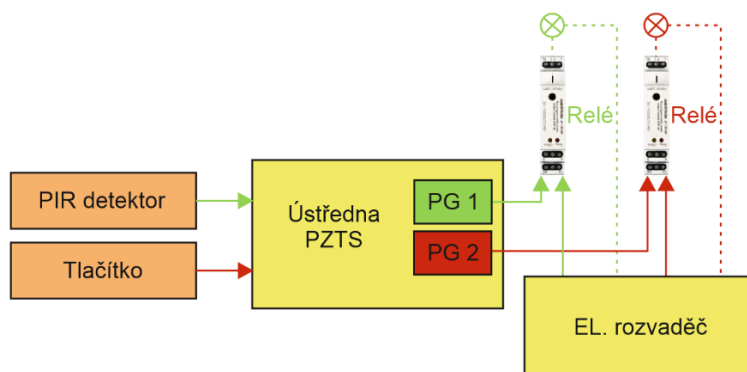 Relé
Relé
PIR detektor
Tlačítko
Ústředna
PZTS
PG 1
PG 2
EL. rozvaděč